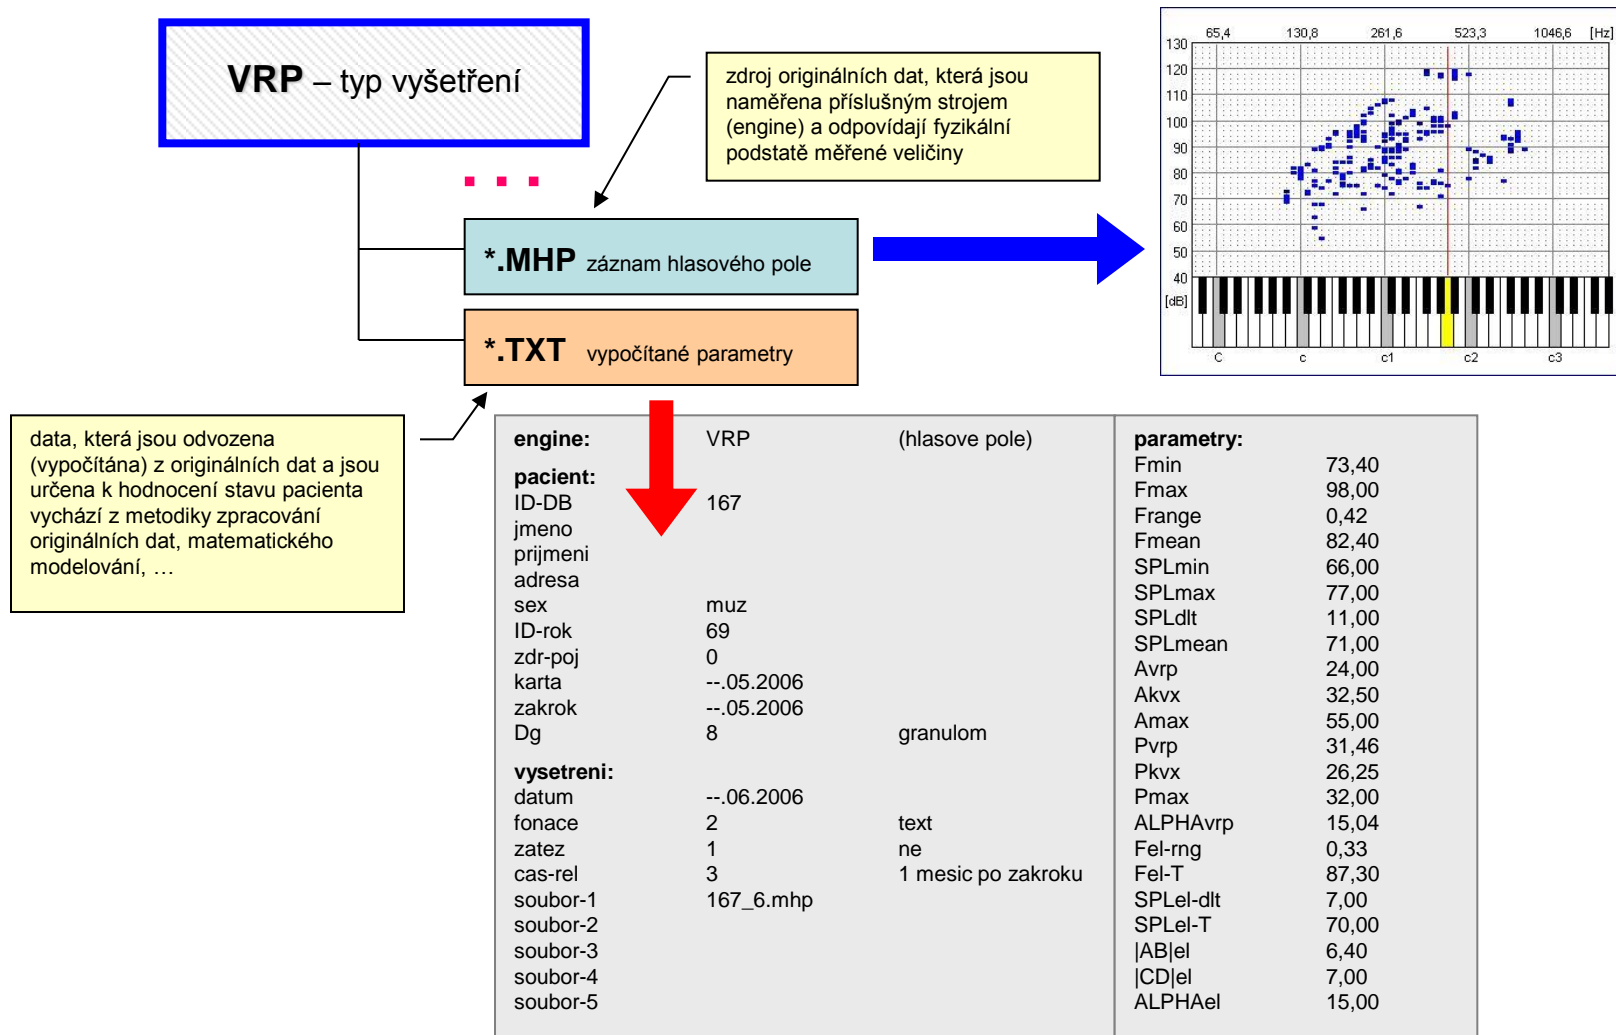 VRP – typ vyšetření
zdroj originálních dat, která jsou
naměřena příslušným strojem
(engine) a odpovídají fyzikální
podstatě měřené veličiny
...
*.MHP záznam hlasového pole
*.TXT vypočítané parametry
65,4 130,8 261,6 523,3 1046,6 [Hz]
130
120
110
100
90
80
70
60
50
40
[dB]
C c c1 c2 c3
data, která jsou odvozena
(vypočítána) z originálních dat a jsou
určena k hodnocení stavu pacienta
vychází z metodiky zpracování
originálních dat, matematického
modelování, …
engine: VRP (hlasove pole)
pacient:
ID-DB 167
jmeno
prijmeni
adresa
sex muz
ID-rok 69
zdr-poj 0
karta --.05.2006
zakrok --.05.2006
Dg 8 granulom
vysetreni:
datum --.06.2006
fonace 2 text
zatez 1 ne
cas-rel 3 1 mesic po zakroku
soubor-1 167_6.mhp
soubor-2
soubor-3
soubor-4
soubor-5
parametry:
Fmin 73,40
Fmax 98,00
Frange 0,42
Fmean 82,40
SPLmin 66,00
SPLmax 77,00
SPLdlt 11,00
SPLmean 71,00
Avrp 24,00
Akvx 32,50
Amax 55,00
Pvrp 31,46
Pkvx 26,25
Pmax 32,00
ALPHAvrp 15,04
Fel-rng 0,33
Fel-T 87,30
SPLel-dlt 7,00
SPLel-T 70,00
|AB|el 6,40
|CD|el 7,00
ALPHAel 15,00